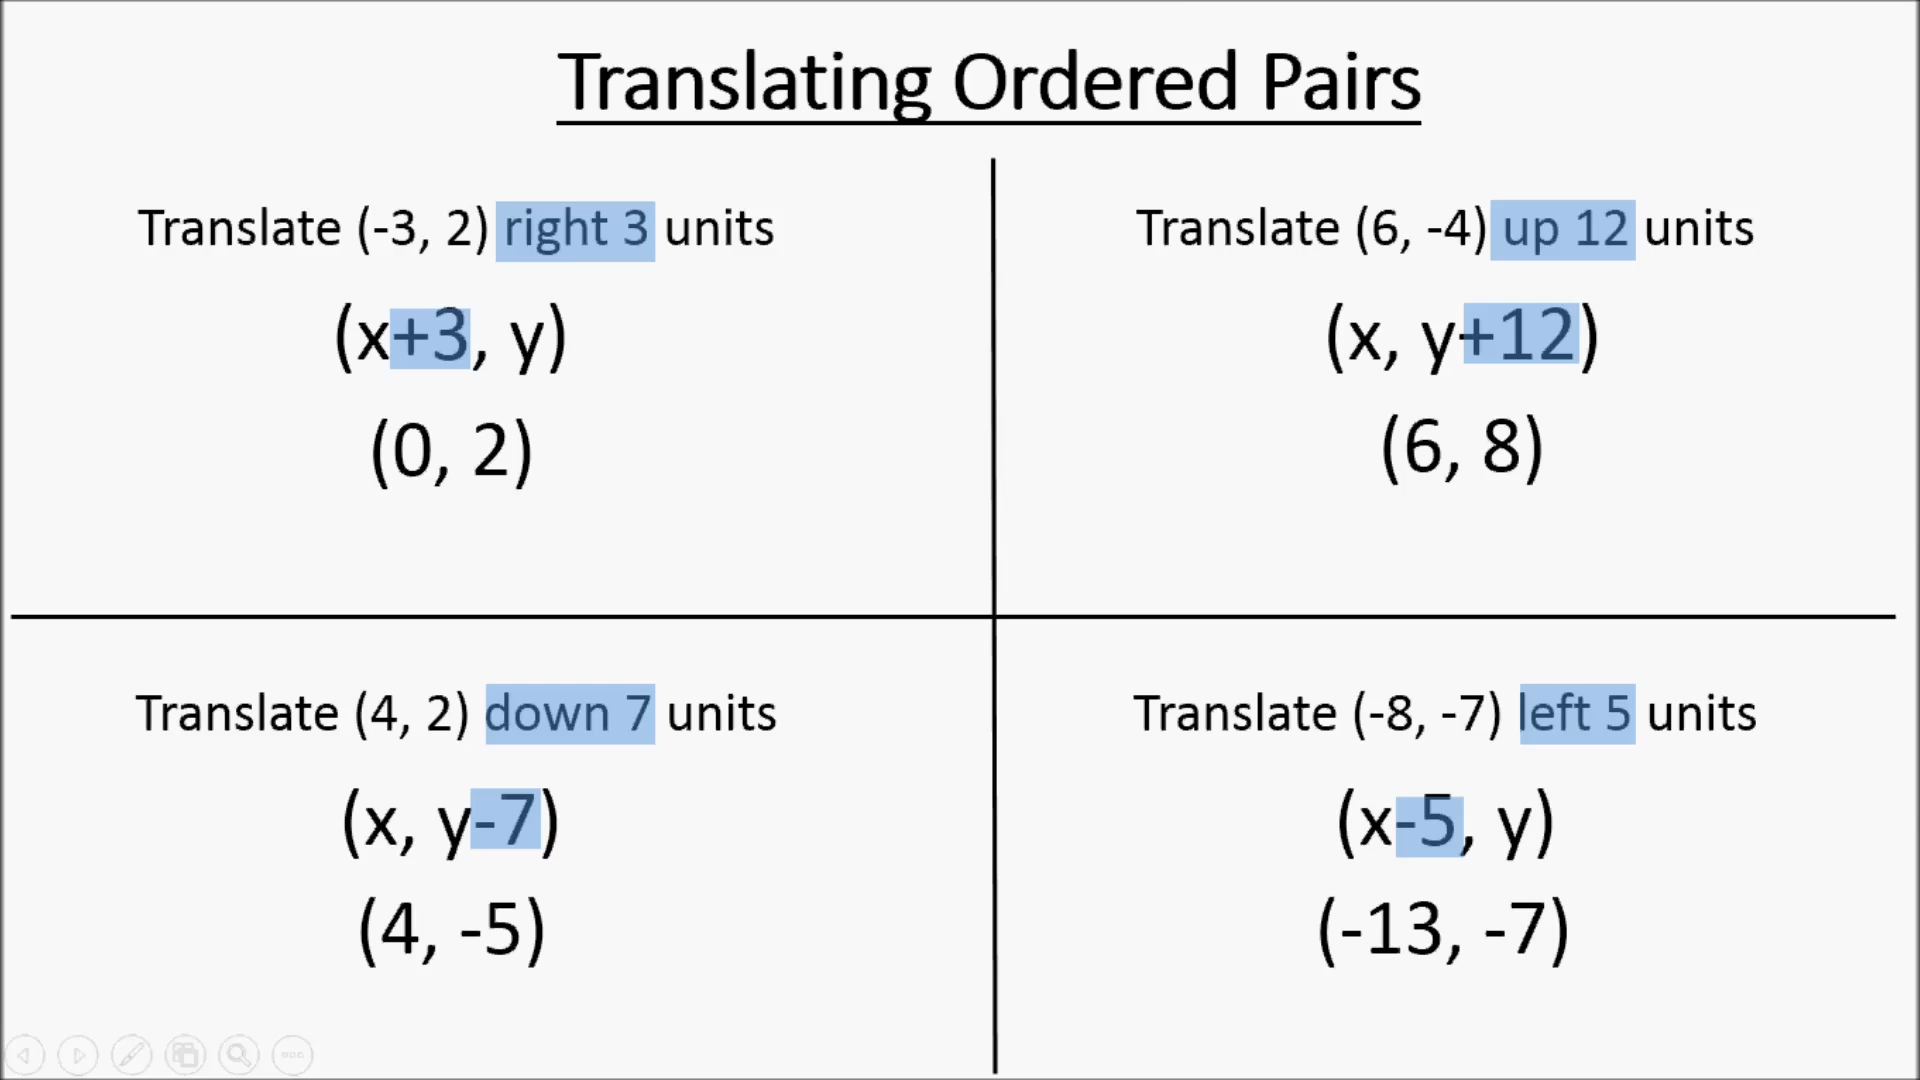 Translating Ordered Pairs
Translate (-3, 2) right 3 units
(x+3, y)
(0, 2)
Translate (6, -4) up 12 units
(x, y+12)
(6, 8)
Translate (4, 2) down 7 units
(x, y-7)
(4, -5)
Translate (-8, -7) left 5 units
(x-5, y)
(-13, -7)